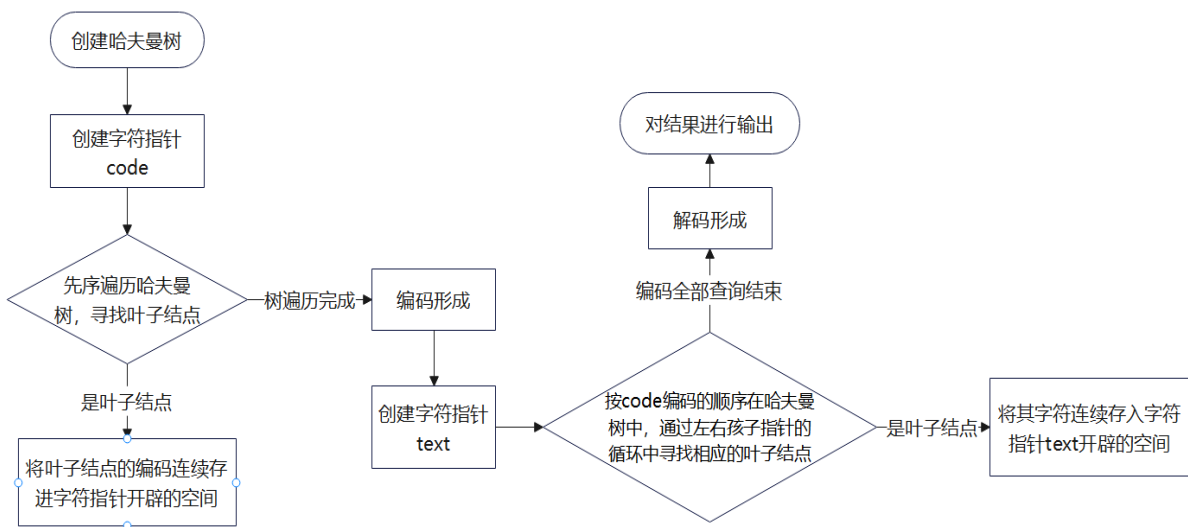 创建哈夫曼树
创建字符指针
code
先序遍历哈夫曼
树，寻找叶子结点
是叶子结点
将叶子结点的编码连续存
进字符指针开辟的空间
树遍历完成
编码形成
创建字符指针
text
按code编码的顺序在哈夫曼
树中，通过左右孩子指针的
循环中寻找相应的叶子结点
是叶子结点
将其字符连续存入字符
指针text开辟的空间
编码全部查询结束
解码形成
对结果进行输出